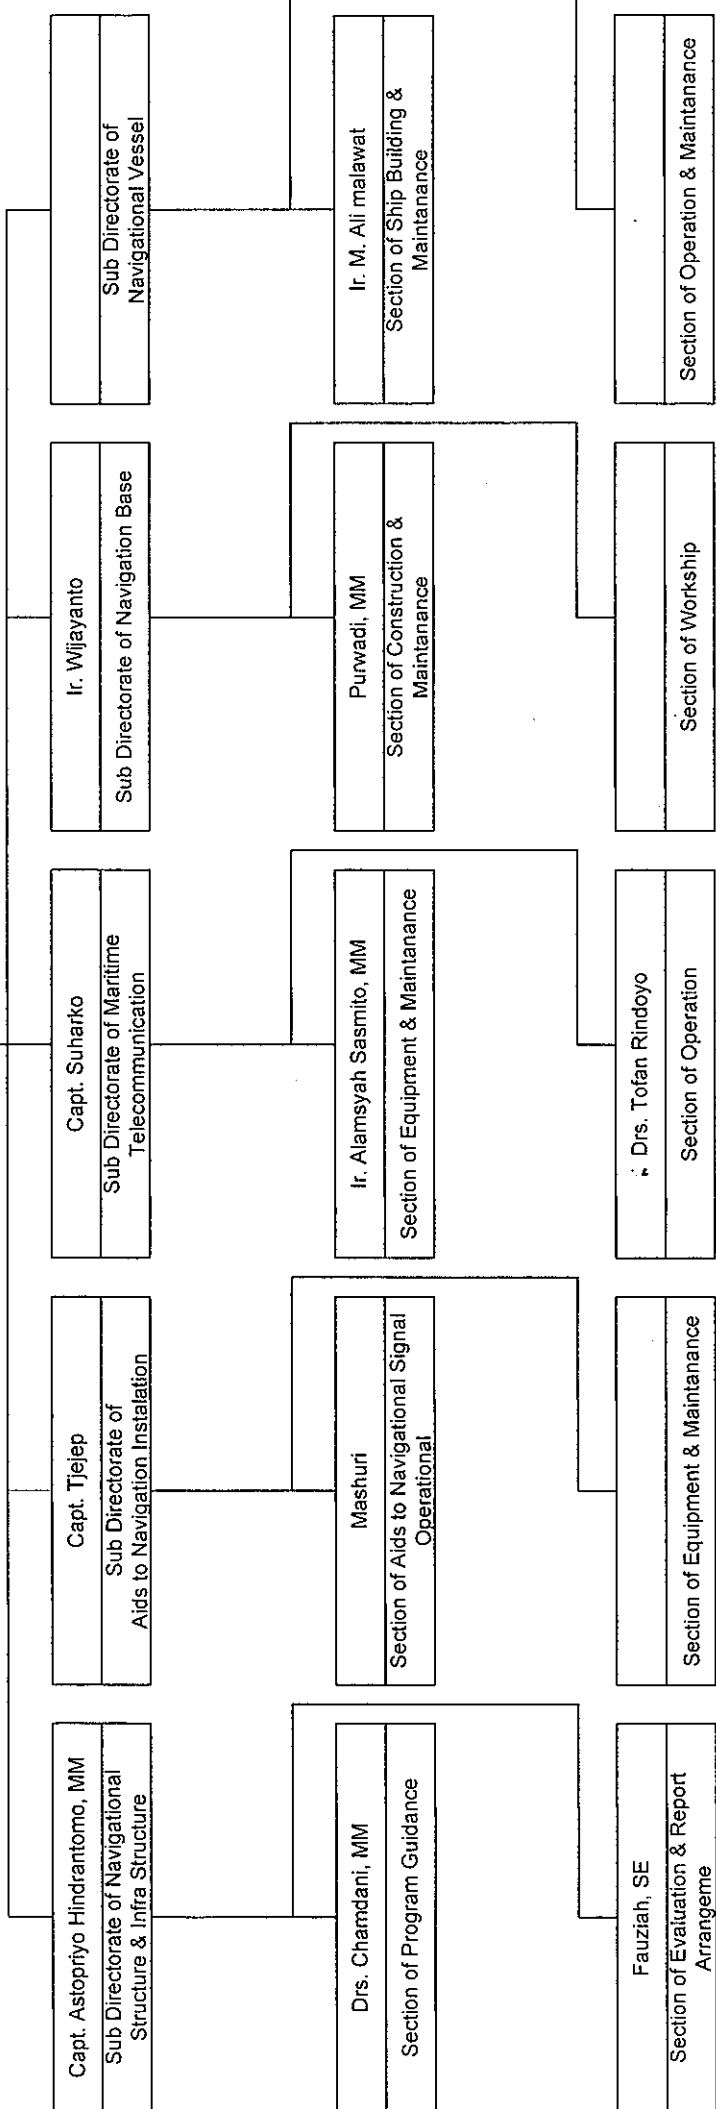 Capt. Astopriyo Hindrantomo, MM
Sub Directorate of Navigational
Structure & Infra Structure
Capt. Tjejep
Sub Directorate of
Aids to Navigation Instalation
Capt. Suharko
Sub Directorate of Maritime
Telecommunication
Ir. Wijayanto
Sub Directorate of Navigation Base
Sub Directorate of
Navigational Vessel
Drs. Chamdani, MM
Section of Program Guidance
Mashuri
Section of Aids to Navigational Signal
Operational
Ir. Alamsyah Sasmito, MM
Section of Equipment & Maintanance
Purwadi, MM
Section of Construction &
Maintanance
Ir. M. Ali malawat
Section of Ship Building &
Maintanance
Fauziah, SE
Section of Evaluation & Report
Arrangeme
Section of Equipment & Maintanance
Drs. Tofan Rindoyo
Section of Operation
Section of Workship
Section of Operation & Maintanance